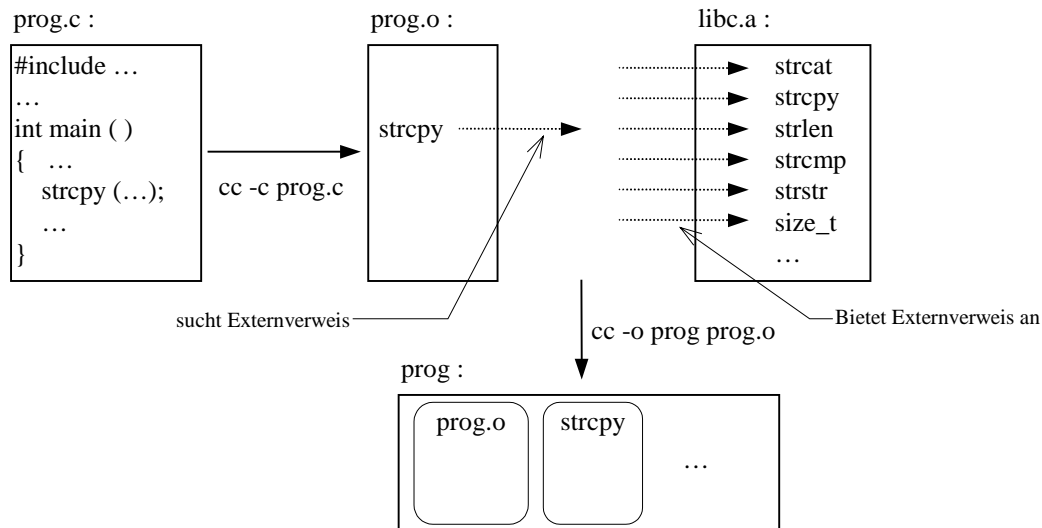 prog.c :
#include …
…
int main ( )
{ …
strcpy (…);
…
}
cc -c prog.c
prog.o :
strcpy
sucht Externverweis
libc.a :
strcat
strcpy
strlen
strcmp
strstr
size_t
…
Bietet Externverweis an
cc -o prog prog.o
prog :
prog.o
strcpy
…